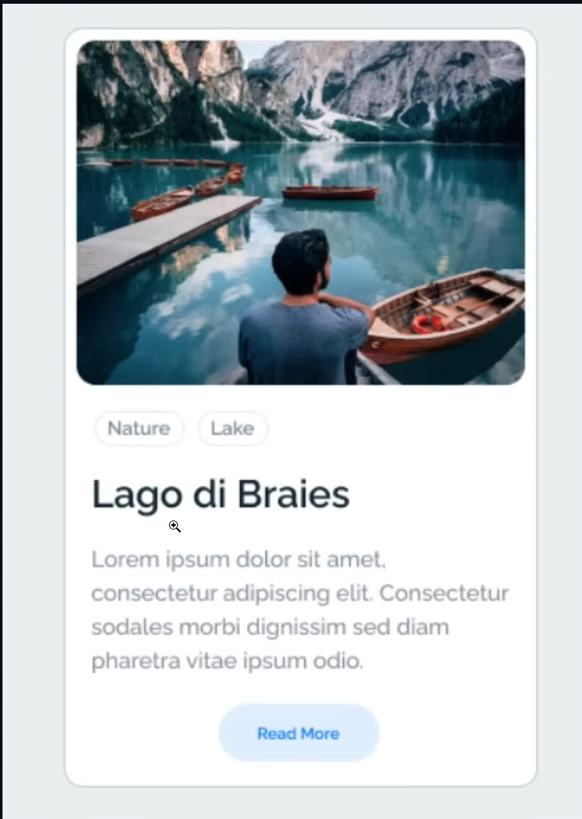 Nature Lake
Lago di Braies
Lorem ipsum dolor sit amet,
consectetur adipiscing elit. Consectetur
sodales morbi dignissim sed diam
pharetra vitae ipsum odio.
Read More